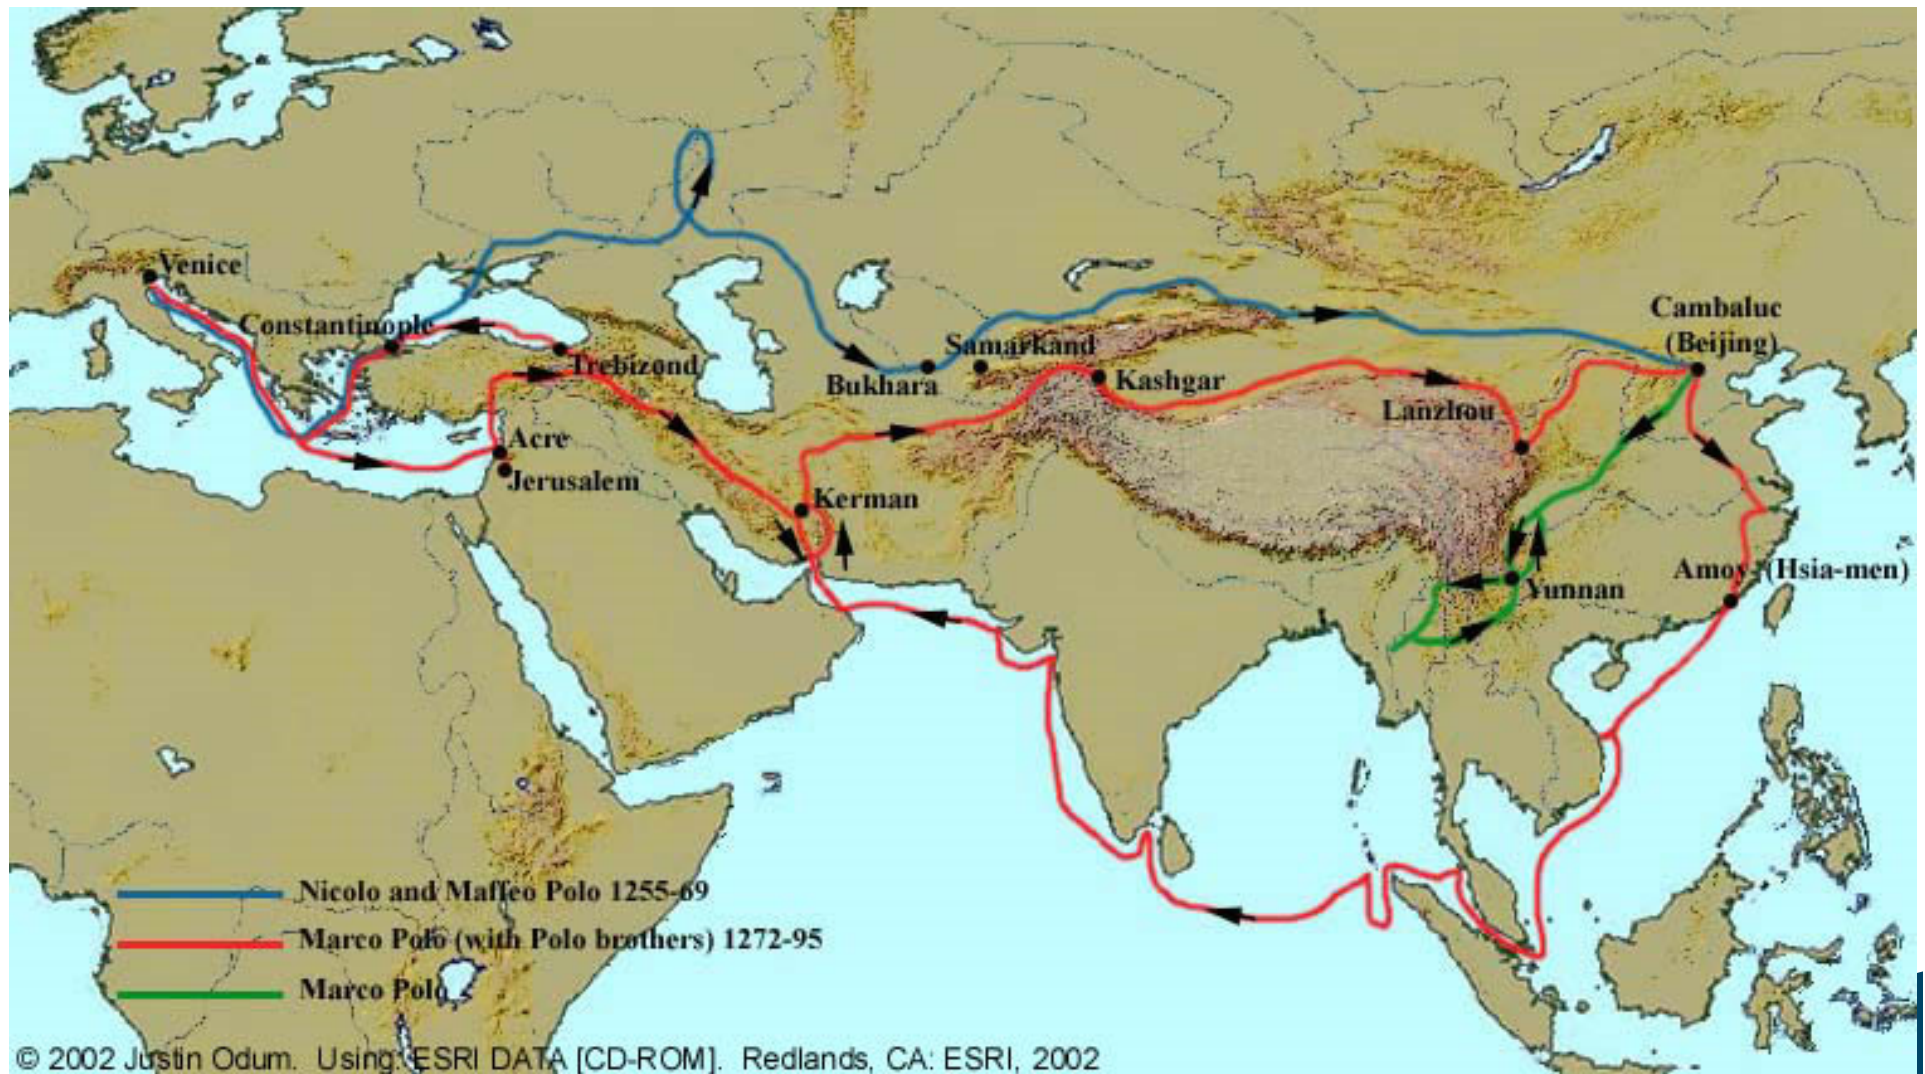 Venice
Constantinople
Trebizond
Bukhara
Samarkand
Kashgar
Lanzhou
Cambaluc
(Beijing)
Acre
Jerusalem
Kerman
Yunnan
Amoy (Hsia-men)
Nicolo and Maffeo Polo 1255-69
Marco Polo (with Polo brothers) 1272-95
Marco Polo
© 2002 Justin Odum. Using: ESRI DATA [CD-ROM]. Redlands, CA: ESRI, 2002